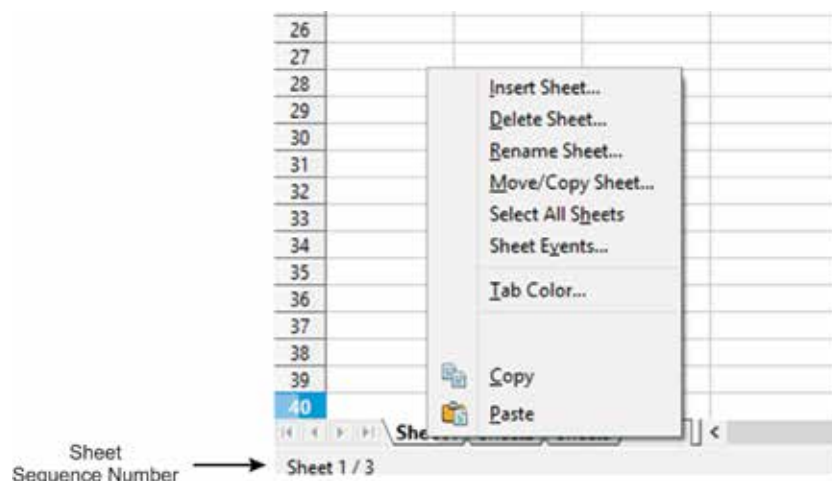 26
27
28
29
30
31
32
33
34
35
36
37
38
39
40
Insert Sheet...
Delete Sheet...
Rename Sheet...
Move/Copy Sheet...
Select All Sheets
Sheet Events...
Tab Color...
Copy
Paste
Sheet
Sequence Number
Sheet 1 / 3